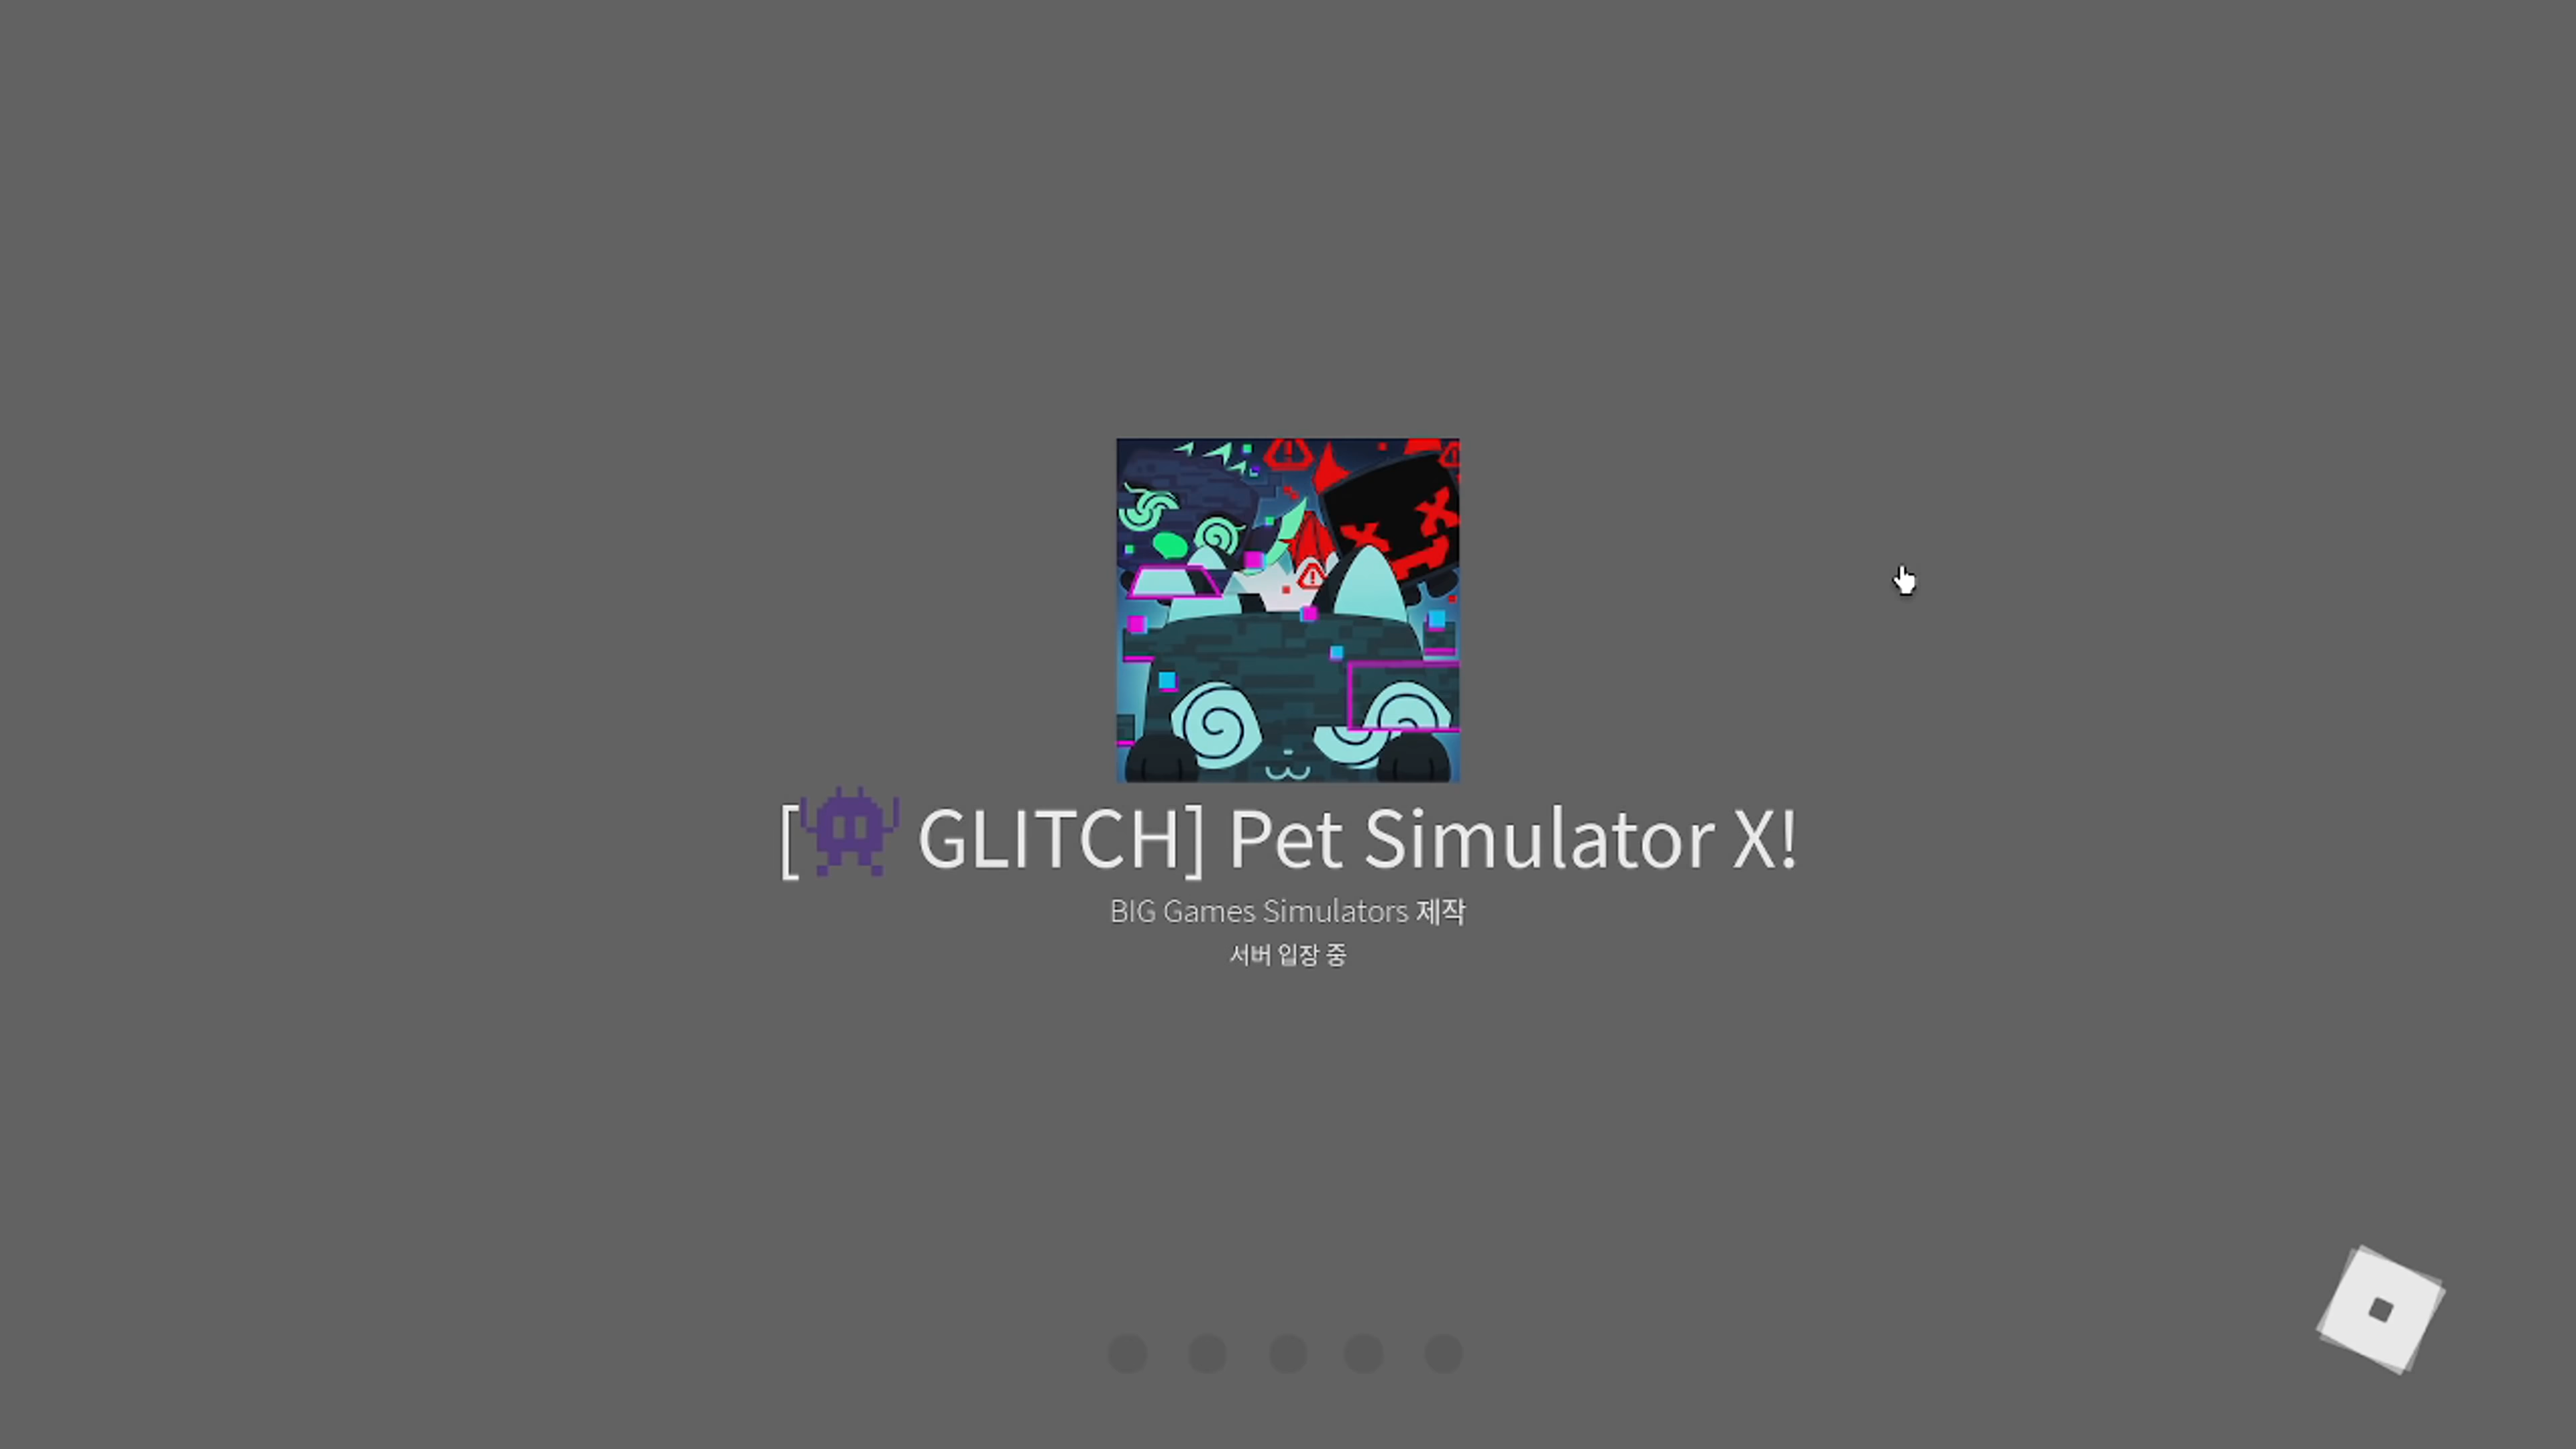 [👾 GLITCH] Pet Simulator X!
BIG Games Simulators 제작
서버 입장 중